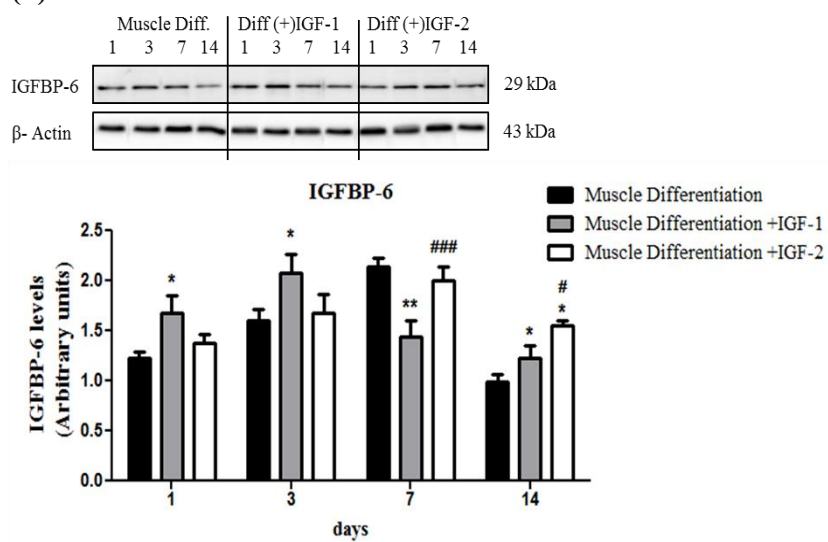 Muscle Diff. Diff (+)IGF-1 Diff (+)IGF-2
1 3 7 14 1 3 7 14 1 3 7 14
IGFBP-6 29 kDa
β- Actin 43 kDa
IGFBP-6
Muscle Differentiation
Muscle Differentiation +IGF-1
Muscle Differentiation +IGF-2
IGFBP-6 levels
(Arbitrary units)
2.5
2.0
1.5
1.0
0.5
0.0
*
*
**
###
*
#
*
1 3 7 14
days